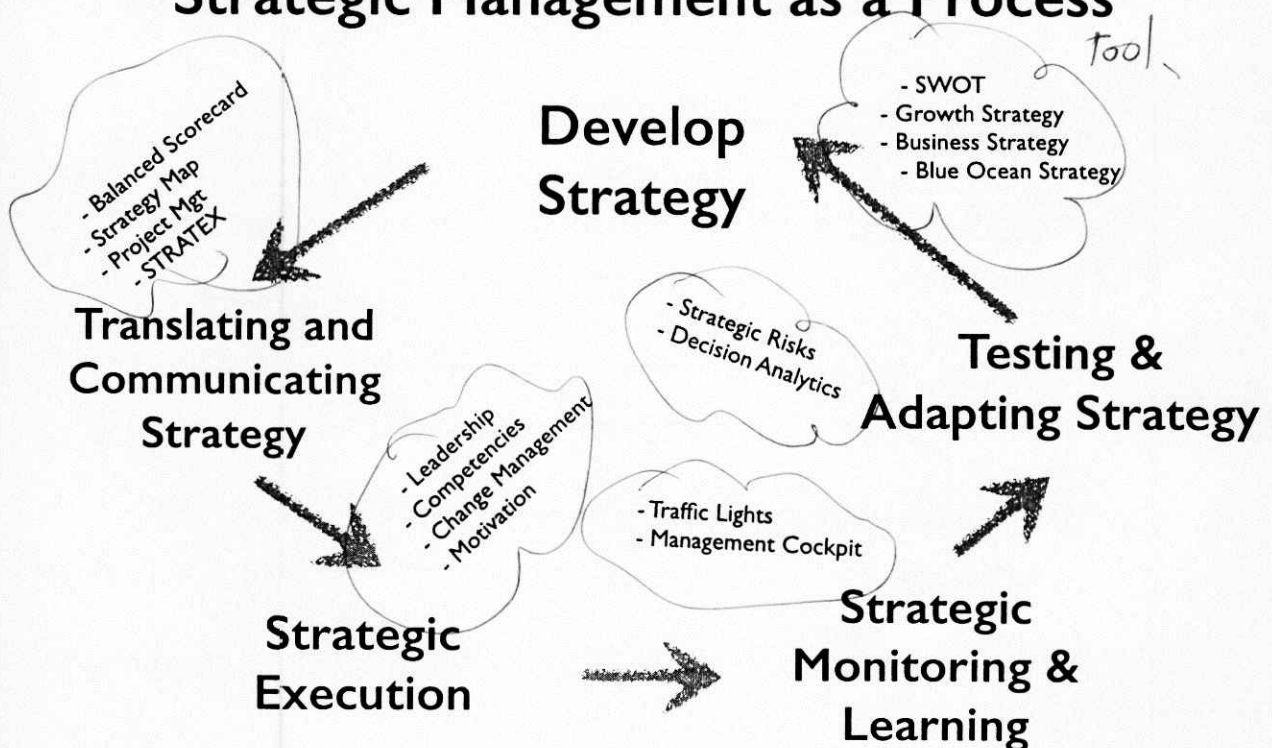 Strategic Management as a Process
tool.
- SWOT
- Growth Strategy
- Business Strategy
- Blue Ocean Strategy
Develop
Strategy
- Balanced Scorecard
- Strategy Map
- Project Mgt
- STRATEX
Translating and
Communicating
Strategy
- Leadership
- Competencies
- Change Management
- Motivation
Strategic
Execution
- Traffic Lights
- Management Cockpit
Strategic
Monitoring &
Learning
- Strategic Risks
- Decision Analytics
Testing &
Adapting Strategy